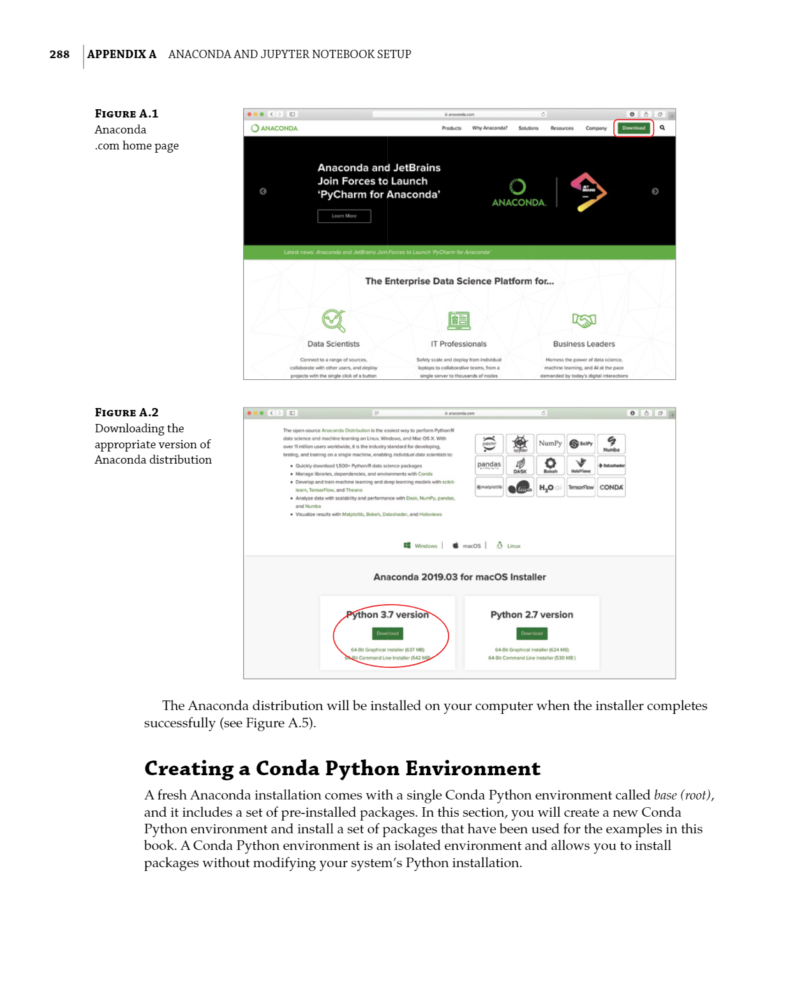 288 APPENDIX A ANACONDA AND JUPYTER NOTEBOOK SETUP
FIGURE A.1
Anaconda
.com home page
anaconda.com
ANACONDA.
Products Why Anaconda? Solutions Resources Company Download
Anaconda and JetBrains
Join Forces to Launch
‘PyCharm for Anaconda’
Learn More
ANACONDA.
JET
BRAINS
Latest news: Anaconda and JetBrains Join Forces to Launch 'PyCharm for Anaconda'
The Enterprise Data Science Platform for...
Data Scientists
Connect to a range of sources,
collaborate with other users, and deploy
projects with the single click of a button
IT Professionals
Safely scale and deploy from individual
laptops to collaborative teams, from a
single server to thousands of nodes
Business Leaders
Harness the power of data science,
machine learning, and AI at the pace
demanded by today's digital interactions
FIGURE A.2
Downloading the
appropriate version of
Anaconda distribution
anaconda.com
The open-source Anaconda Distribution is the easiest way to perform Python/R
data science and machine learning on Linux, Windows, and Mac OS X. With
over 11 million users worldwide, it is the industry standard for developing,
testing, and training on a single machine, enabling individual data scientists to:
• Quickly download 1,500+ Python/R data science packages
• Manage libraries, dependencies, and environments with Conda
• Develop and train machine learning and deep learning models with scikit-
learn, TensorFlow, and Theano
• Analyze data with scalability and performance with Dask, NumPy, pandas,
and Numba
• Visualize results with Matplotlib, Bokeh, Datashader, and Holoviews
jupyter spyder NumPy SciPy Numba
pandas DASK Bokeh HoloViews Datashader
matplotlib learn H2O.ai TensorFlow CONDA
Windows | macOS | Linux
Anaconda 2019.03 for macOS Installer
Python 3.7 version
Download
64-Bit Graphical Installer (637 MB)
64-Bit Command Line Installer (542 MB)
Python 2.7 version
Download
64-Bit Graphical Installer (624 MB)
64-Bit Command Line Installer (530 MB)
The Anaconda distribution will be installed on your computer when the installer completes
successfully (see Figure A.5).
Creating a Conda Python Environment
A fresh Anaconda installation comes with a single Conda Python environment called base (root),
and it includes a set of pre-installed packages. In this section, you will create a new Conda
Python environment and install a set of packages that have been used for the examples in this
book. A Conda Python environment is an isolated environment and allows you to install
packages without modifying your system’s Python installation.